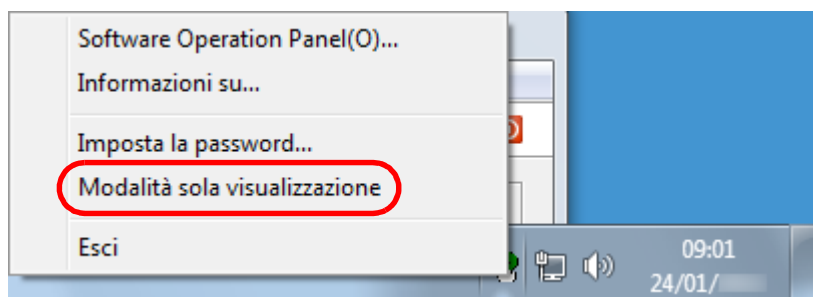 Software Operation Panel(O)...
Informazioni su...
Imposta la password...
Modalità sola visualizzazione
Esci
09:01
24/01/